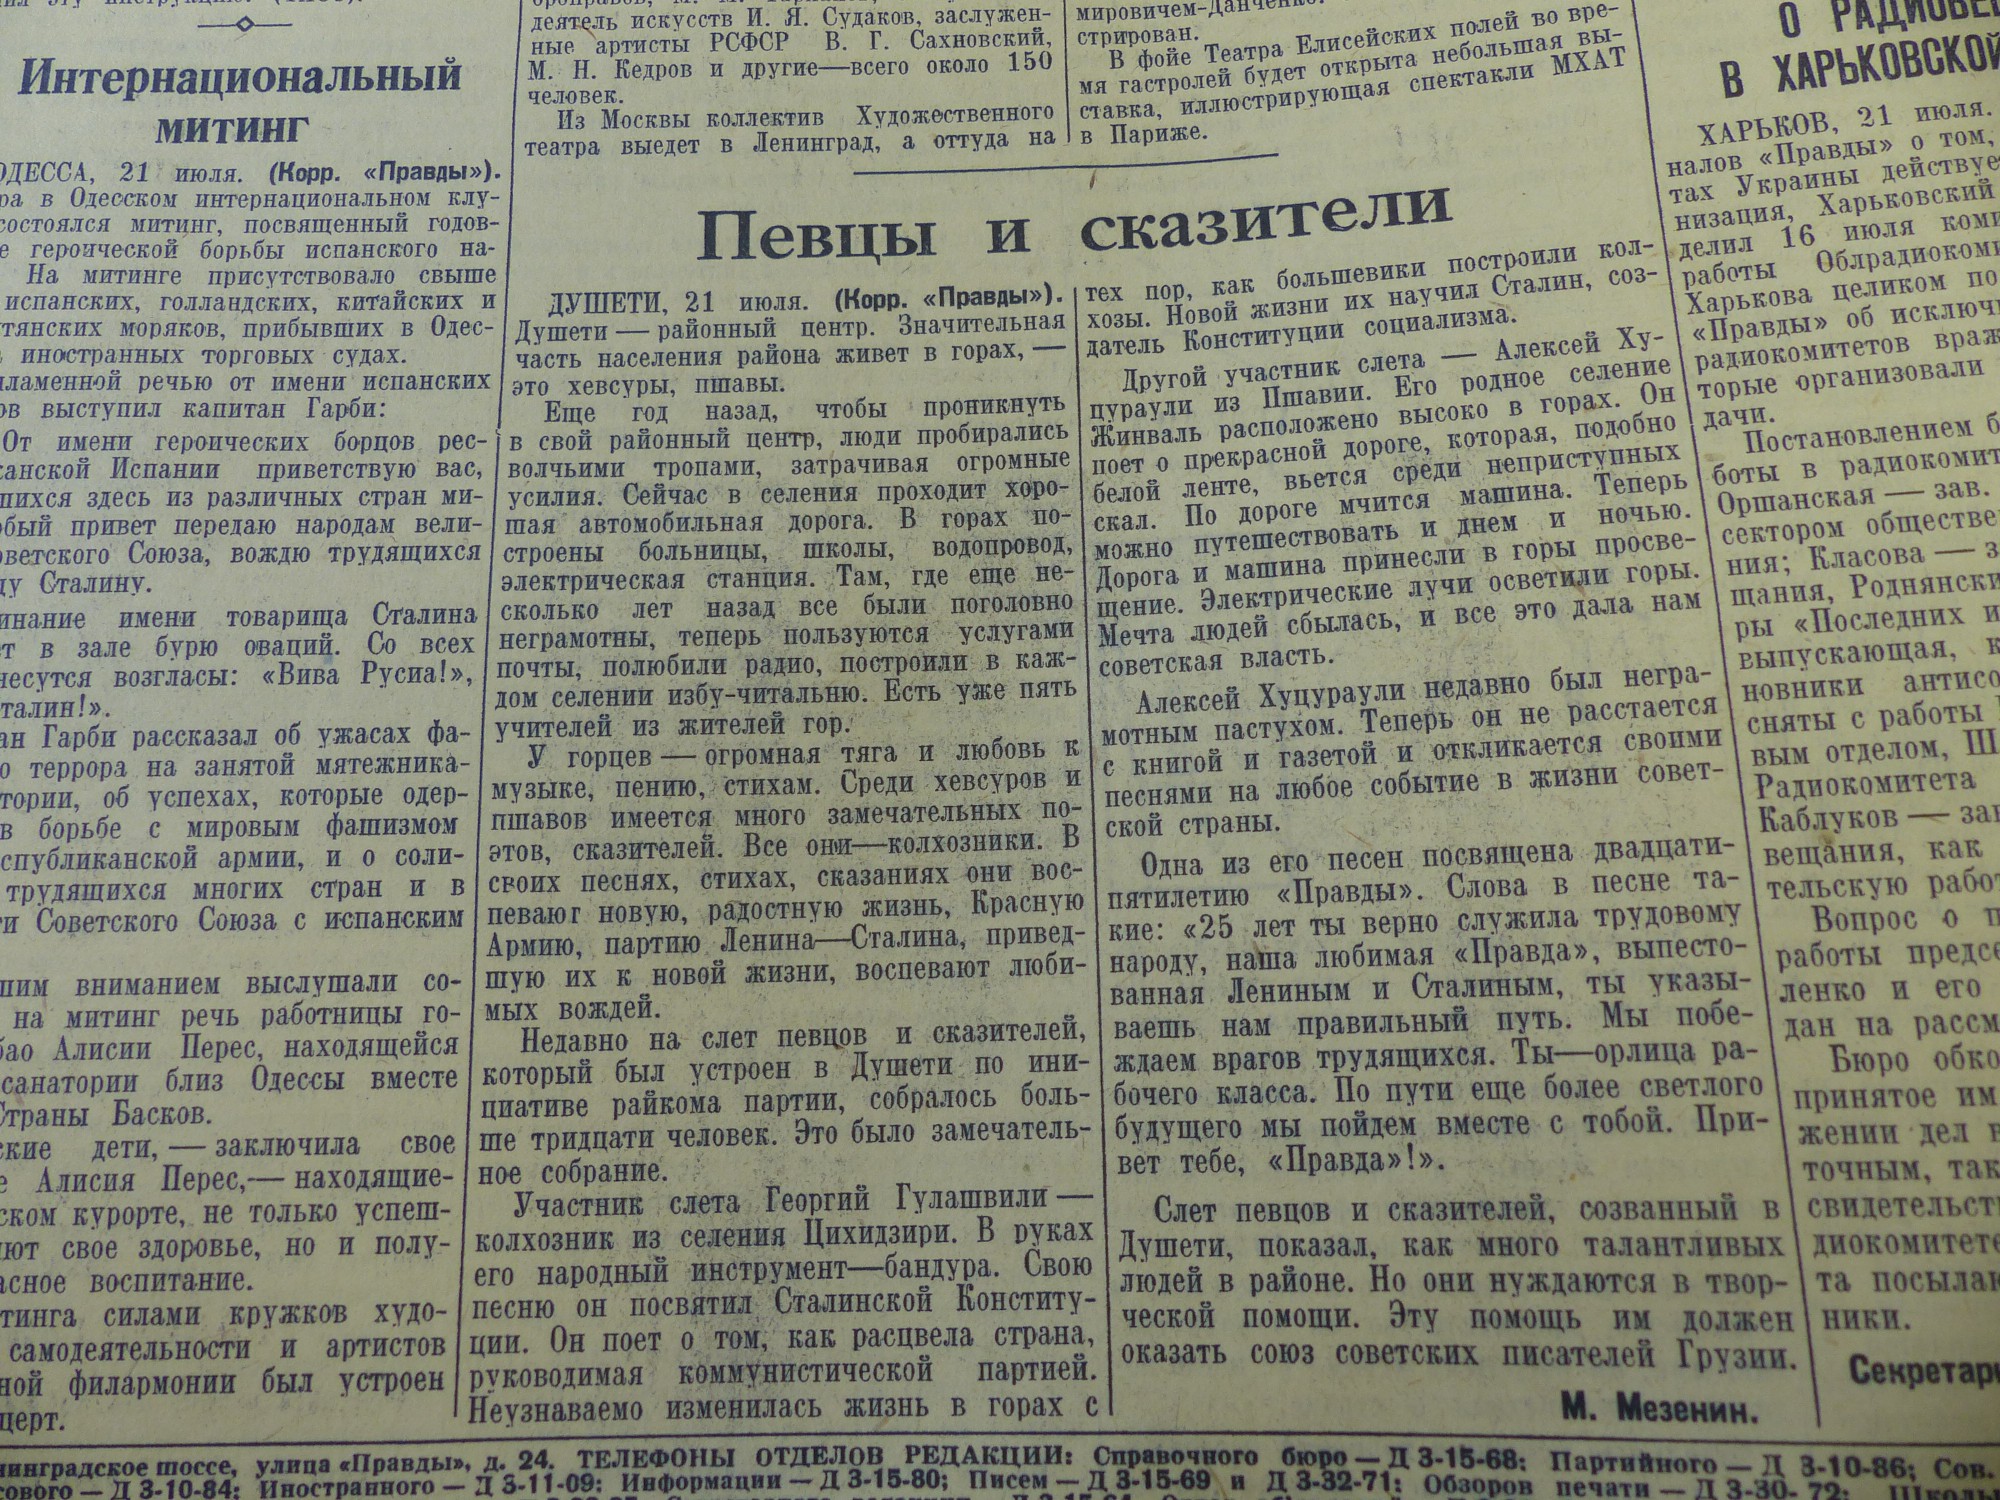 Интернациональный
митинг
ОДЕССА, 21 июля. (Корр. «Правды»).
в Одесском интернациональном клу-
состоялся митинг, посвященный годов-
героической борьбы испанского на-
На митинге присутствовало свыше
испанских, голландских, китайских и
моряков, прибывших в Одес-
иностранных торговых судах.
речью от имени испанских
выступил капитан Гарби:
От имени героических борцов рес-
Испании приветствую вас,
здесь из различных стран ми-
привет передаю народам вели-
Советского Союза, вождю трудящихся
Сталину.
имени товарища Сталина
в зале бурю оваций. Со всех
несутся возгласы: «Вива Русиа!»,
Сталин!».
Гарби рассказал об ужасах фа-
террора на занятой мятежника-
об успехах, которые одер-
в борьбе с мировым фашизмом
армии, и о соли-
трудящихся многих стран и в
Советского Союза с испанским
вниманием выслушали со-
на митинг речь работницы го-
Алисии Перес, находящейся
санатории близ Одессы вместе
Страны Басков.
дети, — заключила свое
Алисия Перес,— находящие-
курорте, не только успеш-
свое здоровье, но и полу-
воспитание.
силами кружков худо-
самодеятельности и артистов
филармонии был устроен
деятель искусств И. Я. Судаков, заслужен-
ные артисты РСФСР В. Г. Сахновский,
М. Н. Кедров и другие—всего около 150
человек.
Из Москвы коллектив Художественного
театра выедет в Ленинград, а оттуда на
мировичем-Данченко.
стрирован.
В фойе Театра Елисейских полей во вре-
мя гастролей будет открыта небольшая вы-
ставка, иллюстрирующая спектакли МХАТ
в Париже.
Певцы и сказители
ДУШЕТИ, 21 июля. (Корр. «Правды»).
Душети — районный центр. Значительная
часть населения района живет в горах, —
это хевсуры, пшавы.
Еще год назад, чтобы проникнуть
в свой районный центр, люди пробирались
волчьими тропами, затрачивая огромные
усилия. Сейчас в селения проходит хоро-
шая автомобильная дорога. В горах по-
строены больницы, школы, водопровод,
электрическая станция. Там, где еще не-
сколько лет назад все были поголовно
неграмотны, теперь пользуются услугами
почты, полюбили радио, построили в каж-
дом селении избу-читальню. Есть уже пять
учителей из жителей гор.
У горцев — огромная тяга и любовь к
музыке, пению, стихам. Среди хевсуров и
пшавов имеется много замечательных по-
этов, сказителей. Все они—колхозники. В
своих песнях, стихах, сказаниях они вос-
певают новую, радостную жизнь, Красную
Армию, партию Ленина—Сталина, привед-
шую их к новой жизни, воспевают люби-
мых вождей.
Недавно на слет певцов и сказителей,
который был устроен в Душети по ини-
циативе райкома партии, собралось боль-
ше тридцати человек. Это было замечатель-
ное собрание.
Участник слета Георгий Гулашвили —
колхозник из селения Цихидзири. В руках
его народный инструмент—бандура. Свою
песню он посвятил Сталинской Конститу-
ции. Он поет о том, как расцвела страна,
руководимая коммунистической партией.
Неузнаваемо изменилась жизнь в горах с
тех пор, как большевики построили кол-
хозы. Новой жизни их научил Сталин, соз-
датель Конституции социализма.
Другой участник слета — Алексей Ху-
цураули из Пшавии. Его родное селение
Жинваль расположено высоко в горах. Он
поет о прекрасной дороге, которая, подобно
белой ленте, вьется среди неприступных
скал. По дороге мчится машина. Теперь
можно путешествовать и днем и ночью.
Дорога и машина принесли в горы просве-
щение. Электрические лучи осветили горы.
Мечта людей сбылась, и все это дала нам
советская власть.
Алексей Хуцураули недавно был негра-
мотным пастухом. Теперь он не расстается
с книгой и газетой и откликается своими
песнями на любое событие в жизни совет-
ской страны.
Одна из его песен посвящена двадцати-
пятилетию «Правды». Слова в песне та-
кие: «25 лет ты верно служила трудовому
народу, наша любимая «Правда», выпесто-
ванная Лениным и Сталиным, ты указы-
ваешь нам правильный путь. Мы побе-
ждаем врагов трудящихся. Ты—орлица ра-
бочего класса. По пути еще более светлого
будущего мы пойдем вместе с тобой. При-
вет тебе, «Правда»!».
Слет певцов и сказителей, созванный в
Душети, показал, как много талантливых
людей в районе. Но они нуждаются в твор-
ческой помощи. Эту помощь им должен
оказать союз советских писателей Грузии.
М. Мезенин.
О РАДИОВЕЩ
В ХАРЬКОВСКОЙ
ХАРЬКОВ, 21 июля.
налов «Правды» о том,
тах Украины действуе
низация, Харьковский
делил 16 июля
работы Облрадиокоми
Харькова целиком
«Правды» об исключ
радиокомитетов враж
торые организовали
дачи.
Постановлением
боты в радиокомит
Оршанская — зав.
сектором обществе
ния; Класова —
щания, Роднянски
ры «Последних
выпускающая,
новники антисо
сняты с работы
вым отделом,
Радиокомитета
Каблуков — зав
вещания, как
тельскую рабо
Вопрос о
работы предсе
ленко и его
дан на рассм
Бюро обко
принятое им
жении дел
точным, так
свидетельст
диокомитете
та посылаю
ники.
Секретарь
шоссе, улица «Правды», д. 24. ТЕЛЕФОНЫ ОТДЕЛОВ РЕДАКЦИИ: Справочного бюро — Д 3-15-68; Партийного — Д 3-10-86; Сов.
Д 3-10-84; Иностранного — Д 3-11-09; Информации — Д 3-15-80; Писем — Д 3-15-69 и Д 3-32-71; Обзоров печати — Д 3-30-72;